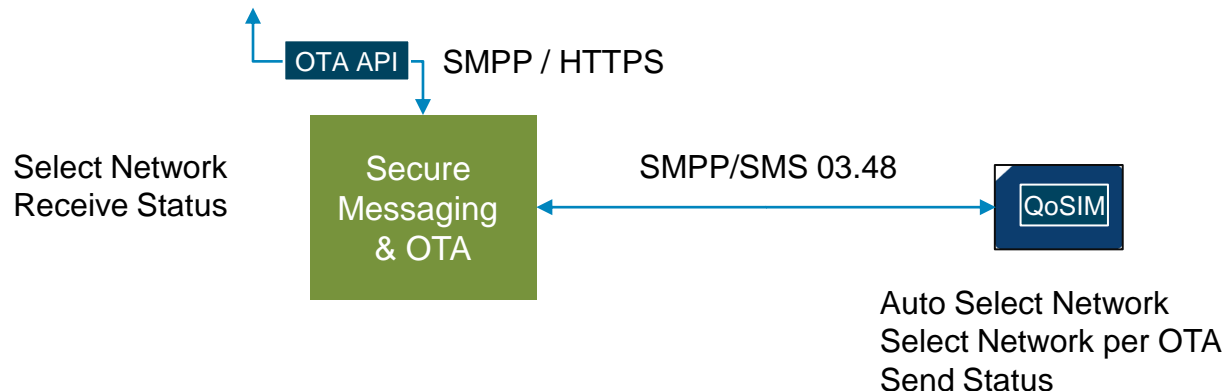 OTA API
SMPP / HTTPS
Select Network
Receive Status
Secure
Messaging
& OTA
SMPP/SMS 03.48
QoSIM
Auto Select Network
Select Network per OTA
Send Status